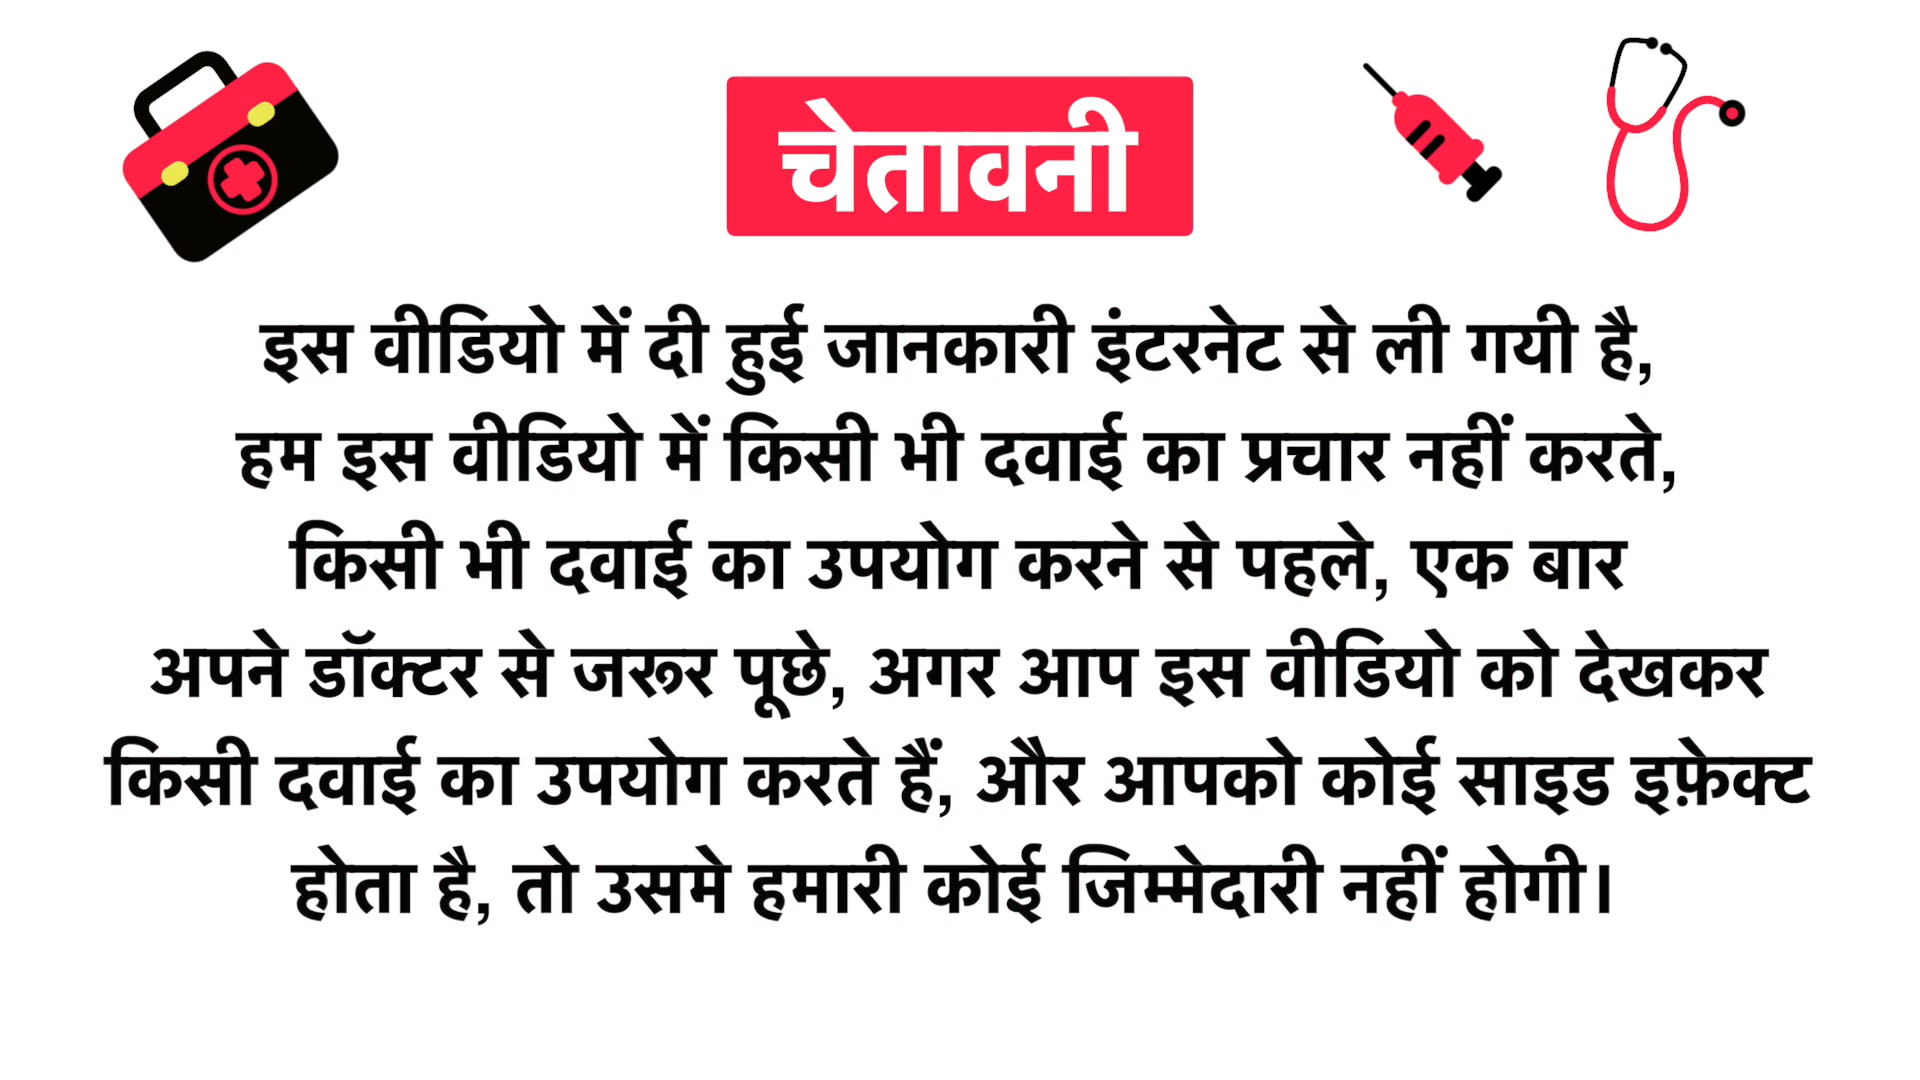 चेतावनी
इस वीडियो में दी हुई जानकारी इंटरनेट से ली गयी है,
हम इस वीडियो में किसी भी दवाई का प्रचार नहीं करते,
किसी भी दवाई का उपयोग करने से पहले, एक बार
अपने डॉक्टर से जरूर पूछे, अगर आप इस वीडियो को देखकर
किसी दवाई का उपयोग करते हैं, और आपको कोई साइड इफ़ेक्ट
होता है, तो उसमे हमारी कोई जिम्मेदारी नहीं होगी।